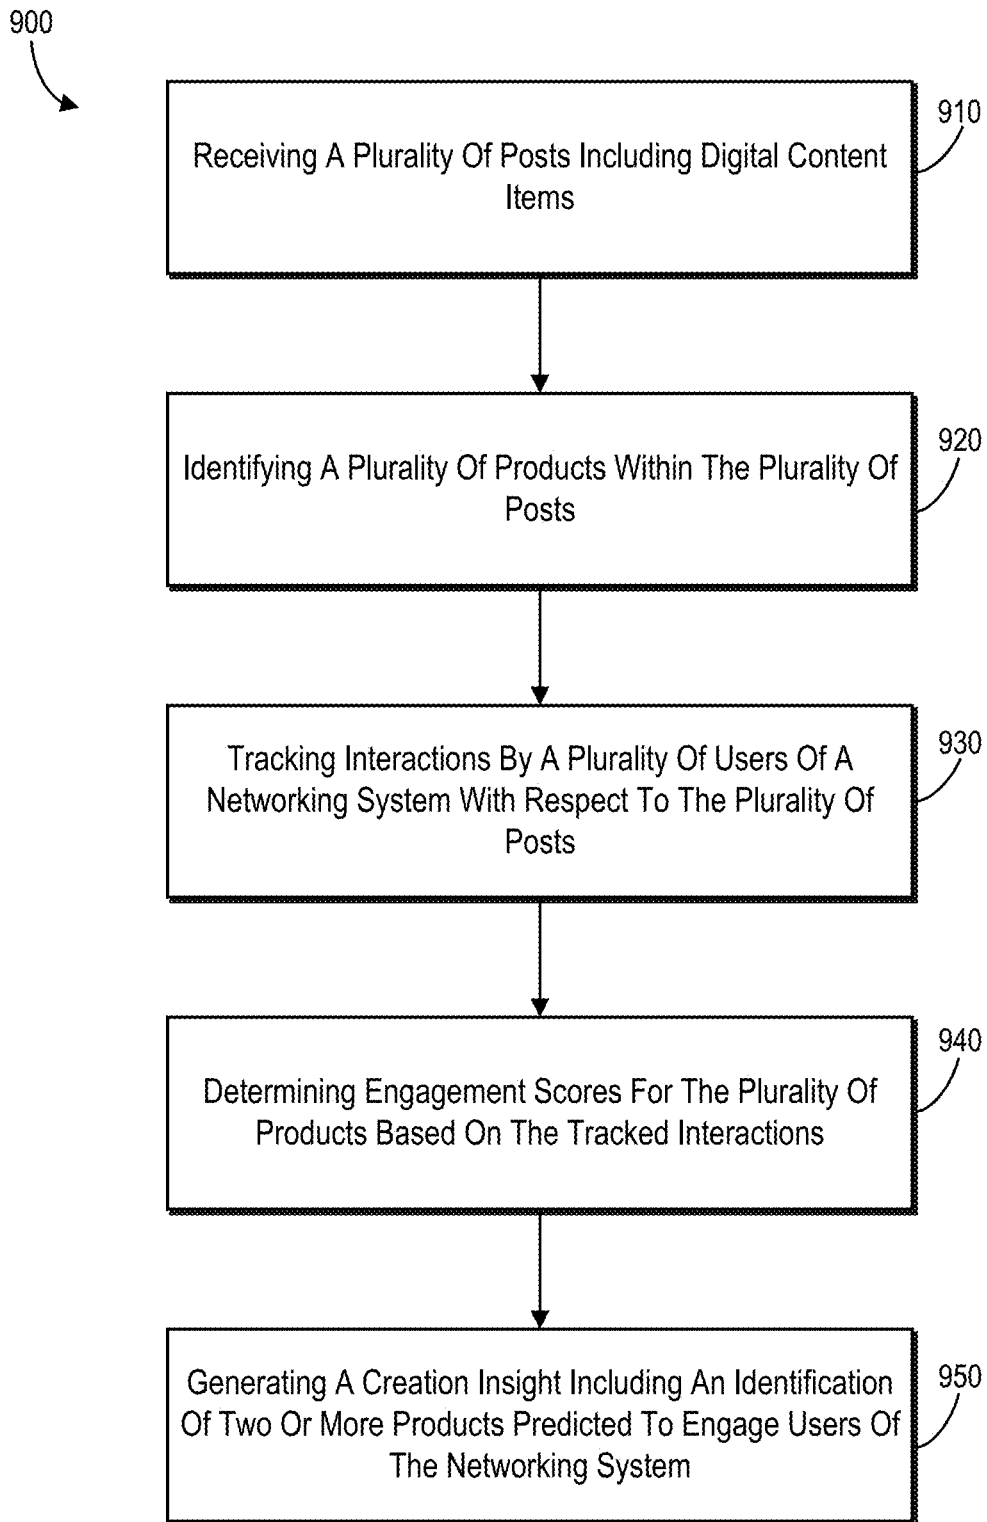 900
910
Receiving A Plurality Of Posts Including Digital Content
Items
920
Identifying A Plurality Of Products Within The Plurality Of
Posts
930
Tracking Interactions By A Plurality Of Users Of A
Networking System With Respect To The Plurality Of
Posts
940
Determining Engagement Scores For The Plurality Of
Products Based On The Tracked Interactions
950
Generating A Creation Insight Including An Identification
Of Two Or More Products Predicted To Engage Users Of
The Networking System